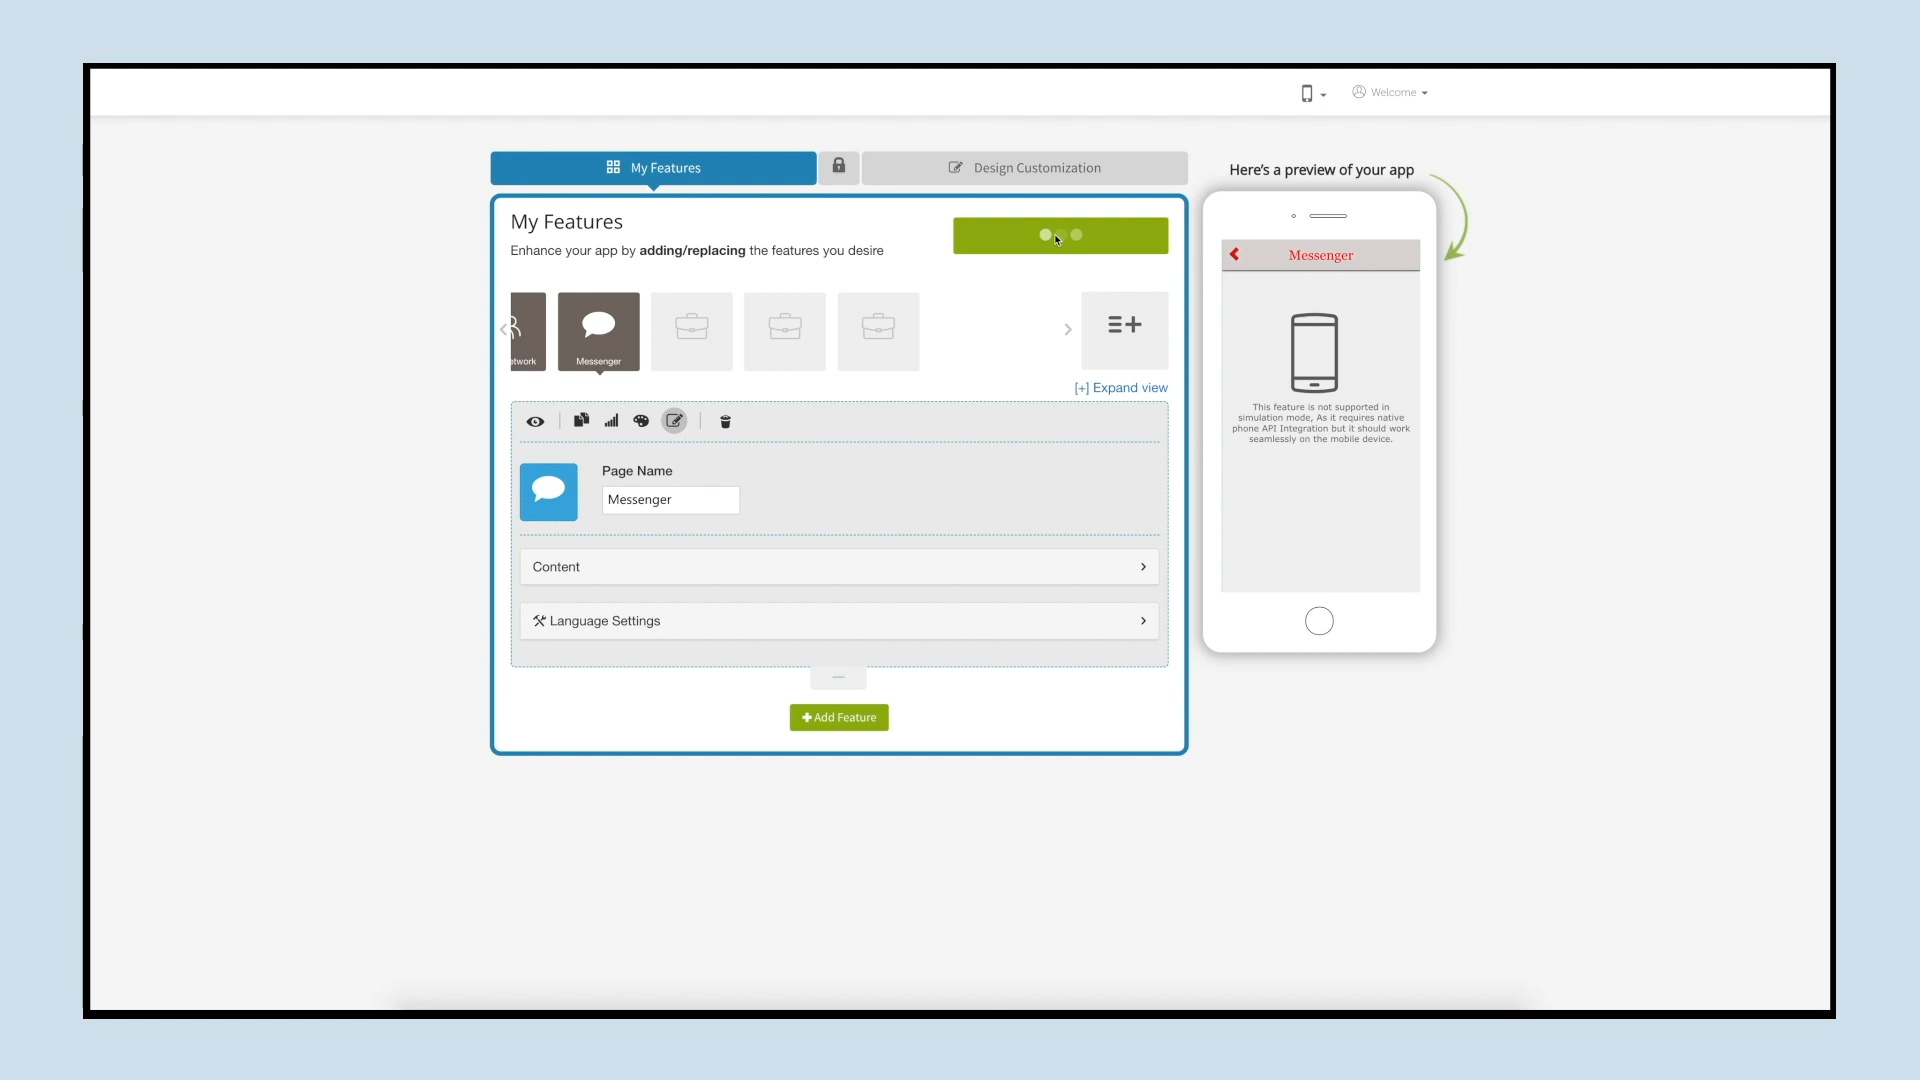 Welcome
My Features
Design Customization
Here's a preview of your app
My Features
Enhance your app by adding/replacing the features you desire
Messenger
Messenger
[+] Expand view
This feature is not supported in
simulation mode, As it requires native
phone API Integration but it should work
seamlessly on the mobile device.
Page Name
Messenger
Content
Language Settings
Add Feature